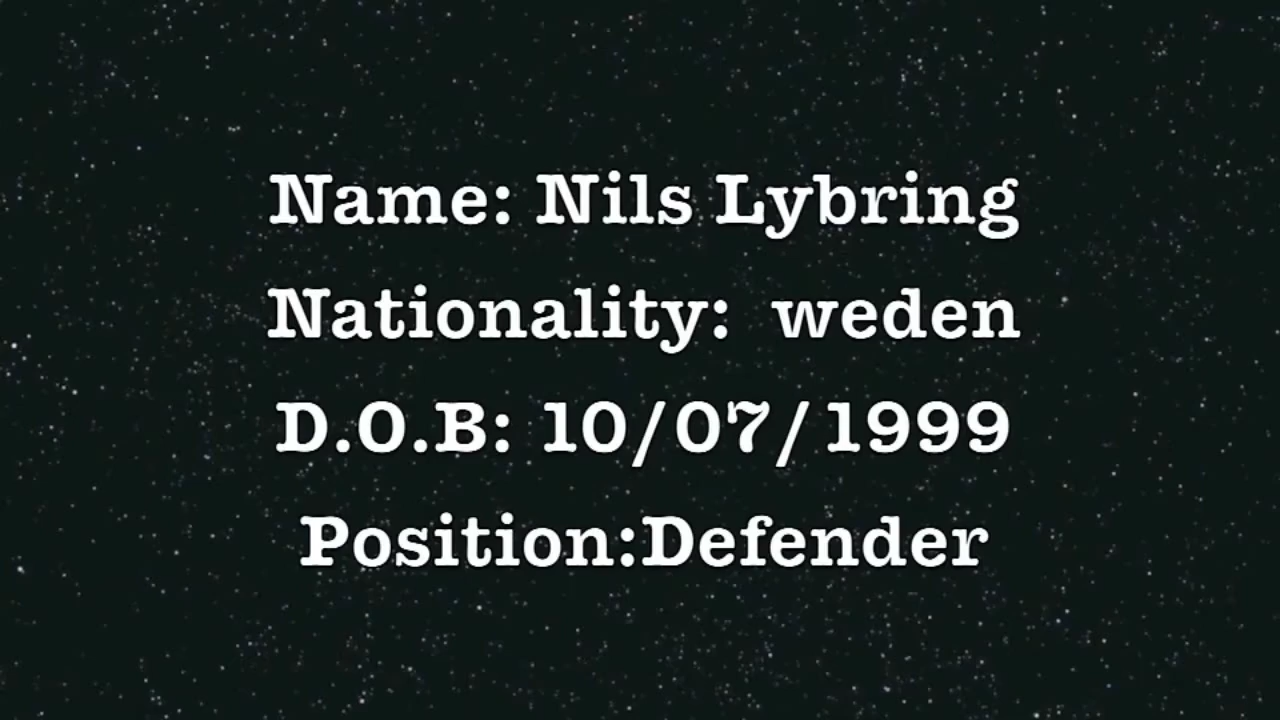 Name: Nils Lybring
Nationality:  weden
D.O.B: 10/07/1999
Position:Defender